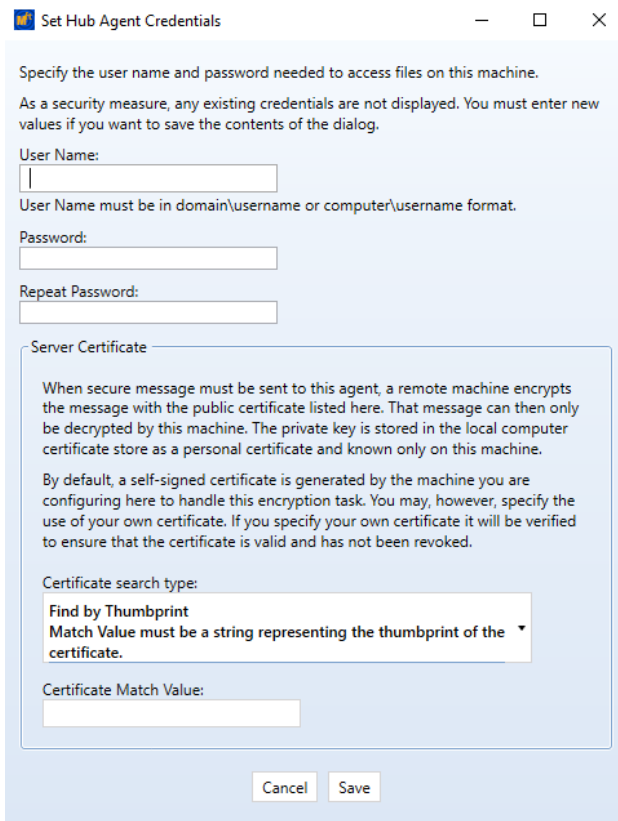 Set Hub Agent Credentials
Specify the user name and password needed to access files on this machine.
As a security measure, any existing credentials are not displayed. You must enter new
values if you want to save the contents of the dialog.
User Name:
User Name must be in domain\username or computer\username format.
Password:
Repeat Password:
Server Certificate
When secure message must be sent to this agent, a remote machine encrypts
the message with the public certificate listed here. That message can then only
be decrypted by this machine. The private key is stored in the local computer
certificate store as a personal certificate and known only on this machine.
By default, a self-signed certificate is generated by the machine you are
configuring here to handle this encryption task. You may, however, specify the
use of your own certificate. If you specify your own certificate it will be verified
to ensure that the certificate is valid and has not been revoked.
Certificate search type:
Find by Thumbprint
Match Value must be a string representing the thumbprint of the
certificate.
Certificate Match Value:
Cancel Save